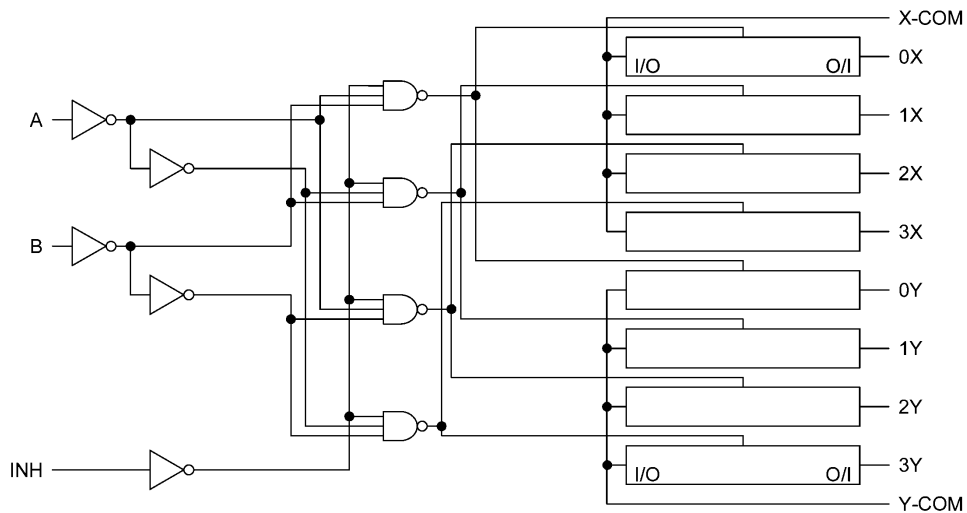 X-COM
I/O O/I 0X
A
1X
2X
B
3X
0Y
1Y
2Y
INH
I/O O/I 3Y
Y-COM